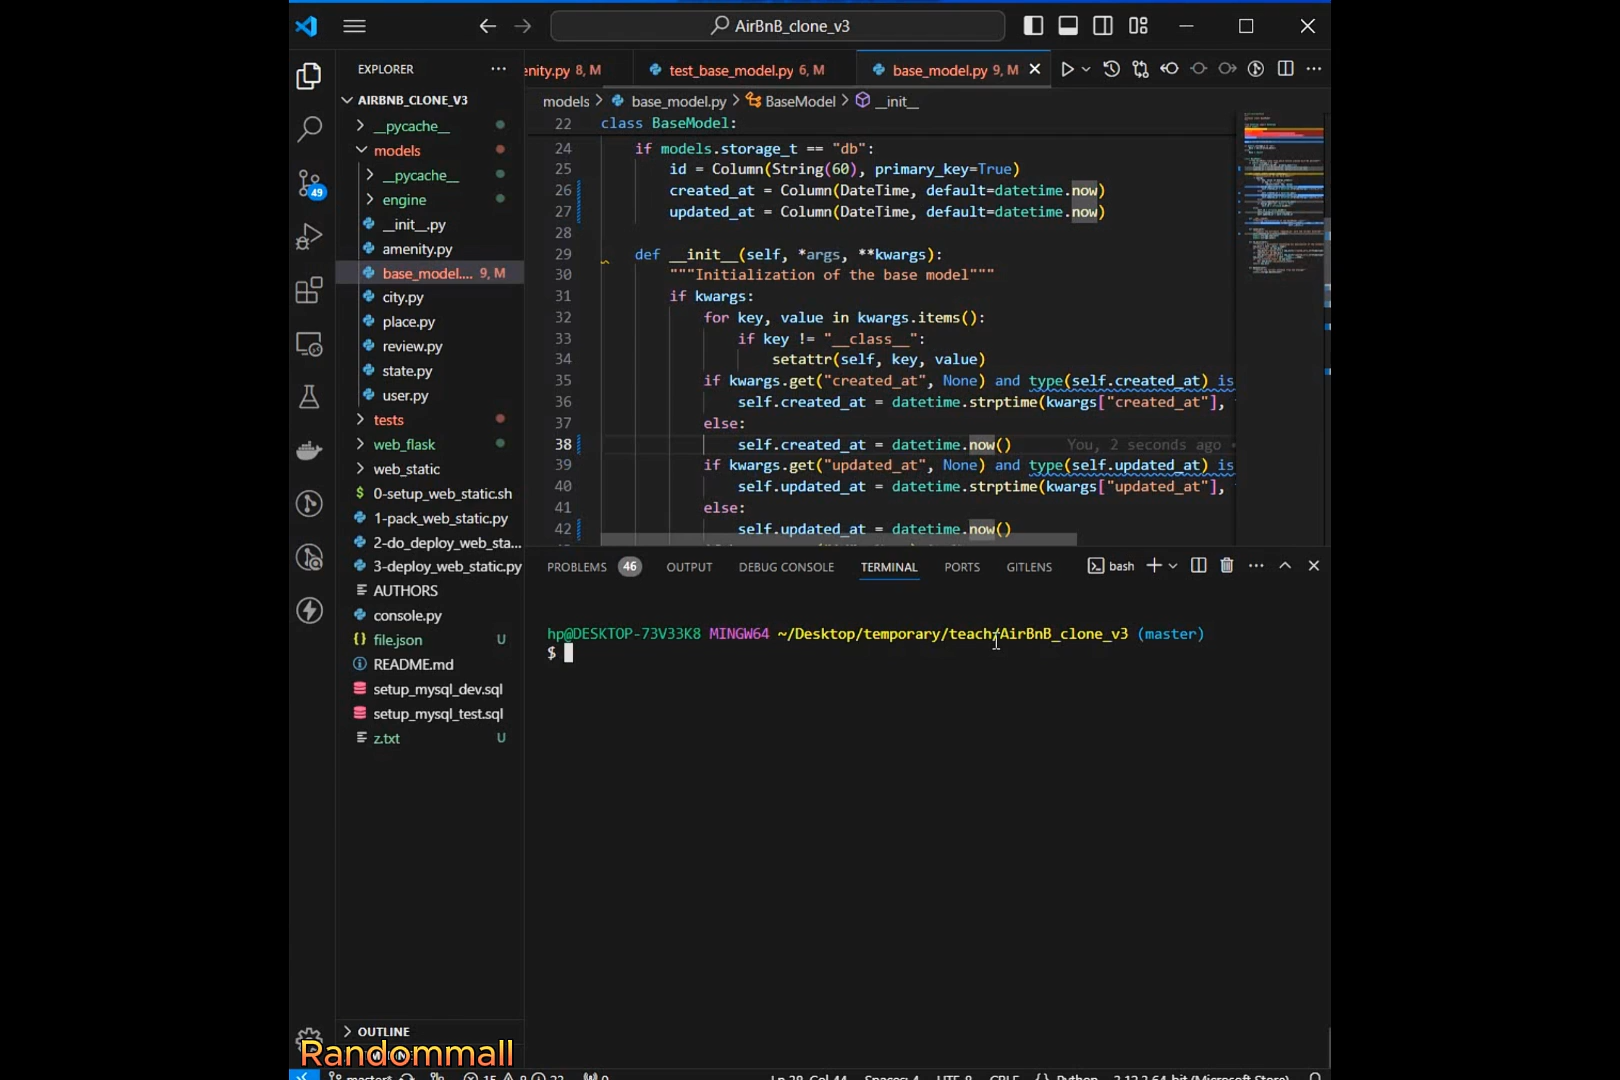 AirBnB_clone_v3
EXPLORER
enity.py 8, M
test_base_model.py 6, M
base_model.py 9, M
AIRBNB_CLONE_V3
models > base_model.py > BaseModel > __init__
__pycache__
models
__pycache__
engine
__init__.py
amenity.py
base_model.... 9, M
city.py
place.py
review.py
state.py
user.py
tests
web_flask
web_static
0-setup_web_static.sh
1-pack_web_static.py
2-do_deploy_web_sta...
3-deploy_web_static.py
AUTHORS
console.py
file.json U
README.md
setup_mysql_dev.sql
setup_mysql_test.sql
z.txt U
OUTLINE
49
22 class BaseModel:
24 if models.storage_t == "db":
25 id = Column(String(60), primary_key=True)
26 created_at = Column(DateTime, default=datetime.now)
27 updated_at = Column(DateTime, default=datetime.now)
28
29 def __init__(self, *args, **kwargs):
30 """Initialization of the base model"""
31 if kwargs:
32 for key, value in kwargs.items():
33 if key != "__class__":
34 setattr(self, key, value)
35 if kwargs.get("created_at", None) and type(self.created_at) is
36 self.created_at = datetime.strptime(kwargs["created_at"],
37 else:
38 self.created_at = datetime.now() You, 2 seconds ago •
39 if kwargs.get("updated_at", None) and type(self.updated_at) is
40 self.updated_at = datetime.strptime(kwargs["updated_at"],
41 else:
42 self.updated_at = datetime.now()
PROBLEMS 46 OUTPUT DEBUG CONSOLE TERMINAL PORTS GITLENS bash
hp@DESKTOP-73V33K8 MINGW64 ~/Desktop/temporary/teach/AirBnB_clone_v3 (master)
$
Randommall